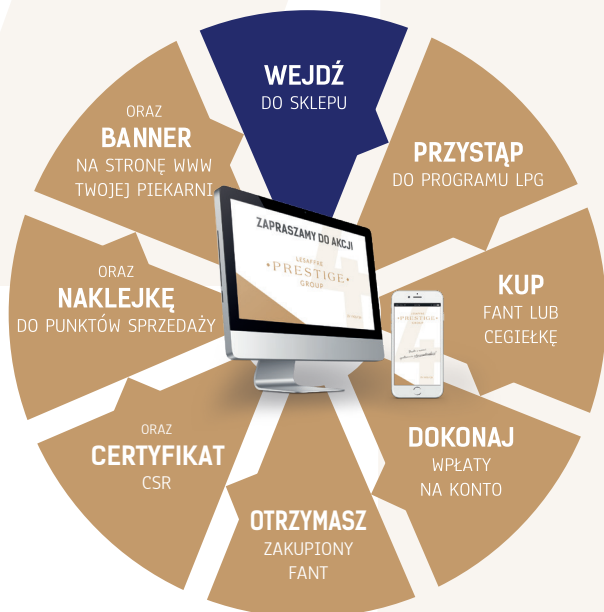 WEJDŹ
DO SKLEPU
PRZYSTĄP
DO PROGRAMU LPG
KUP
FANT LUB
CEGIEŁKĘ
DOKONAJ
WPŁATY
NA KONTO
OTRZYMASZ
ZAKUPIONY
FANT
ORAZ
CERTYFIKAT
CSR
ORAZ
NAKLEJKĘ
DO PUNKTÓW SPRZEDAŻY
ORAZ
BANNER
NA STRONĘ WWW
TWOJEJ PIEKARNI
ZAPRASZAMY DO AKCJI
LESAFFRE
•PRESTIGE•
GROUP
4
•PRESTIGE•
4